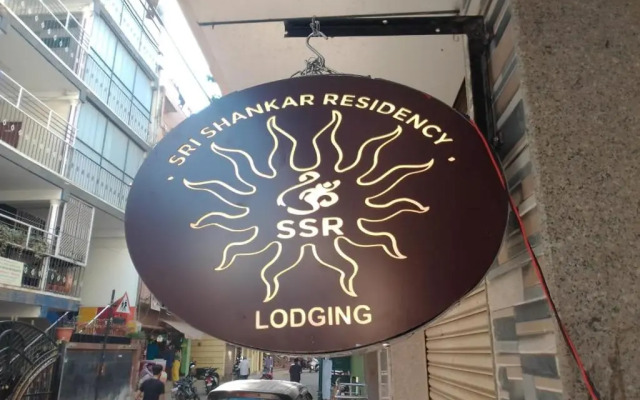 • SRI SHANKAR RESIDENCY •
ॐ
SSR
LODGING